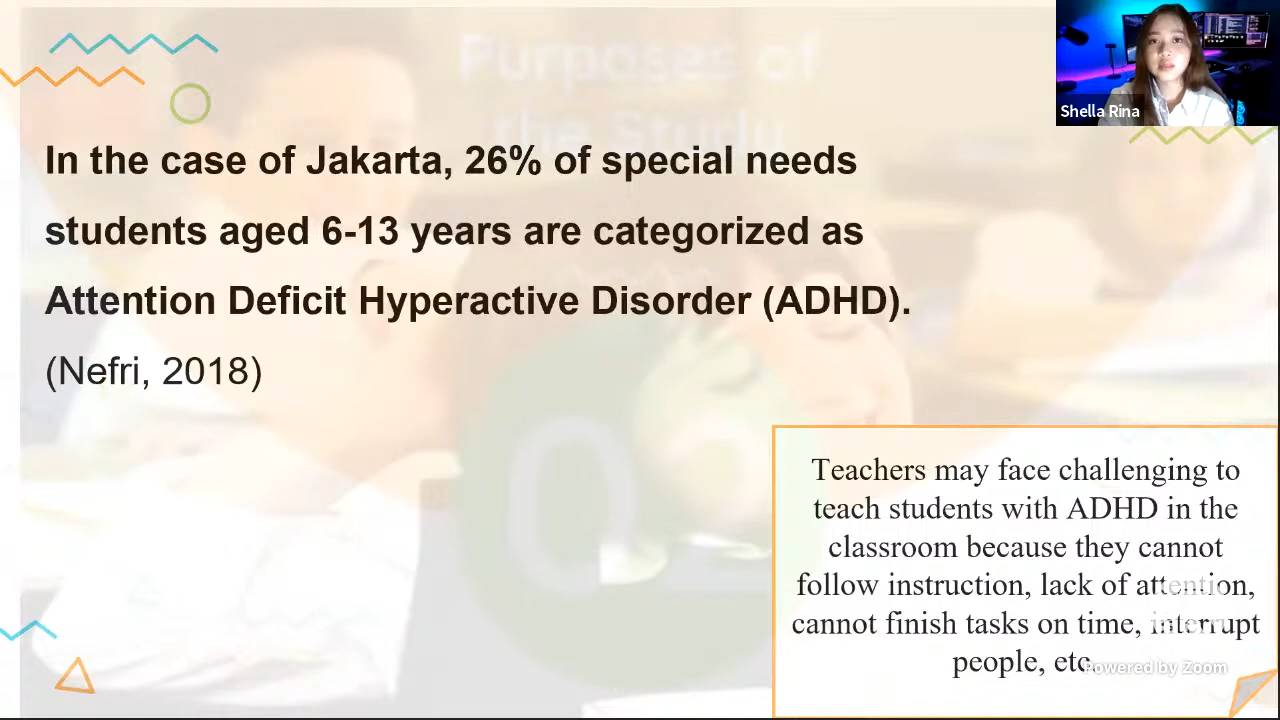 Purposes of
the study
Shella Rina
In the case of Jakarta, 26% of special needs
students aged 6-13 years are categorized as
Attention Deficit Hyperactive Disorder (ADHD).
(Nefri, 2018)
Teachers may face challenging to
teach students with ADHD in the
classroom because they cannot
follow instruction, lack of attention,
cannot finish tasks on time, interrupt
people, etc.
Powered by Zoom